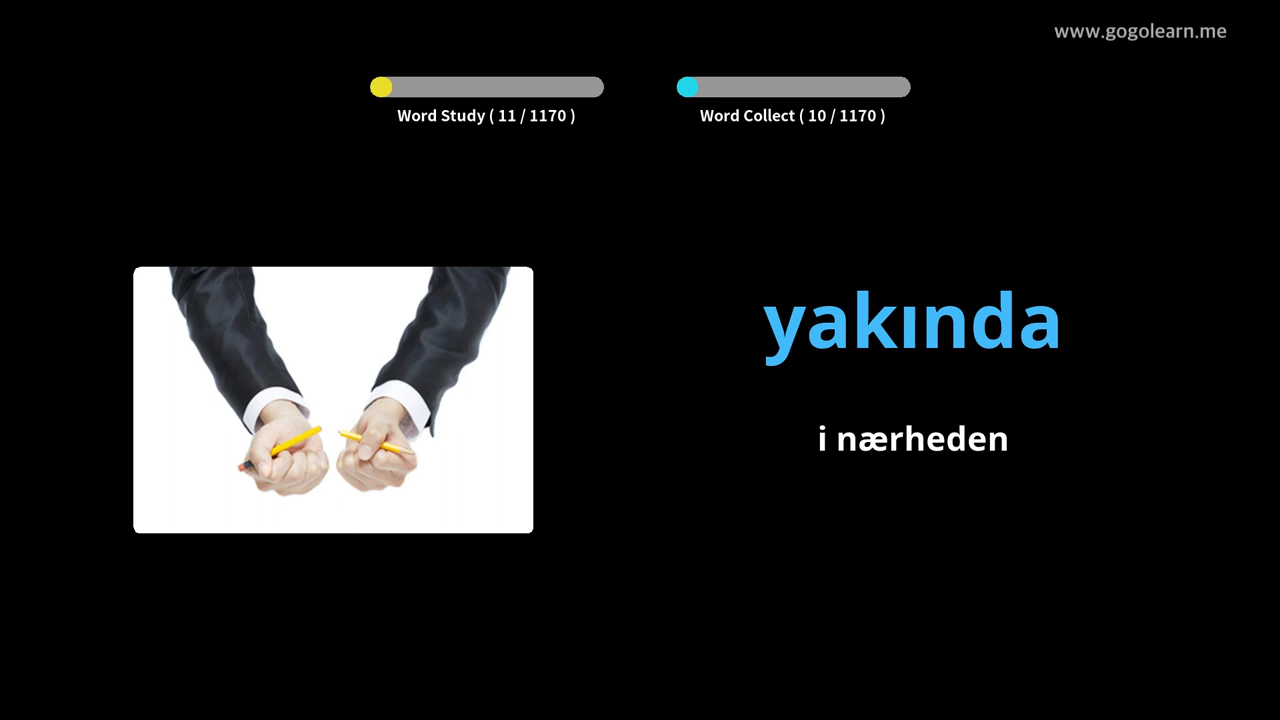 www.gogolearn.me
Word Study ( 11 / 1170 )
Word Collect ( 10 / 1170 )
yakında
i nærheden